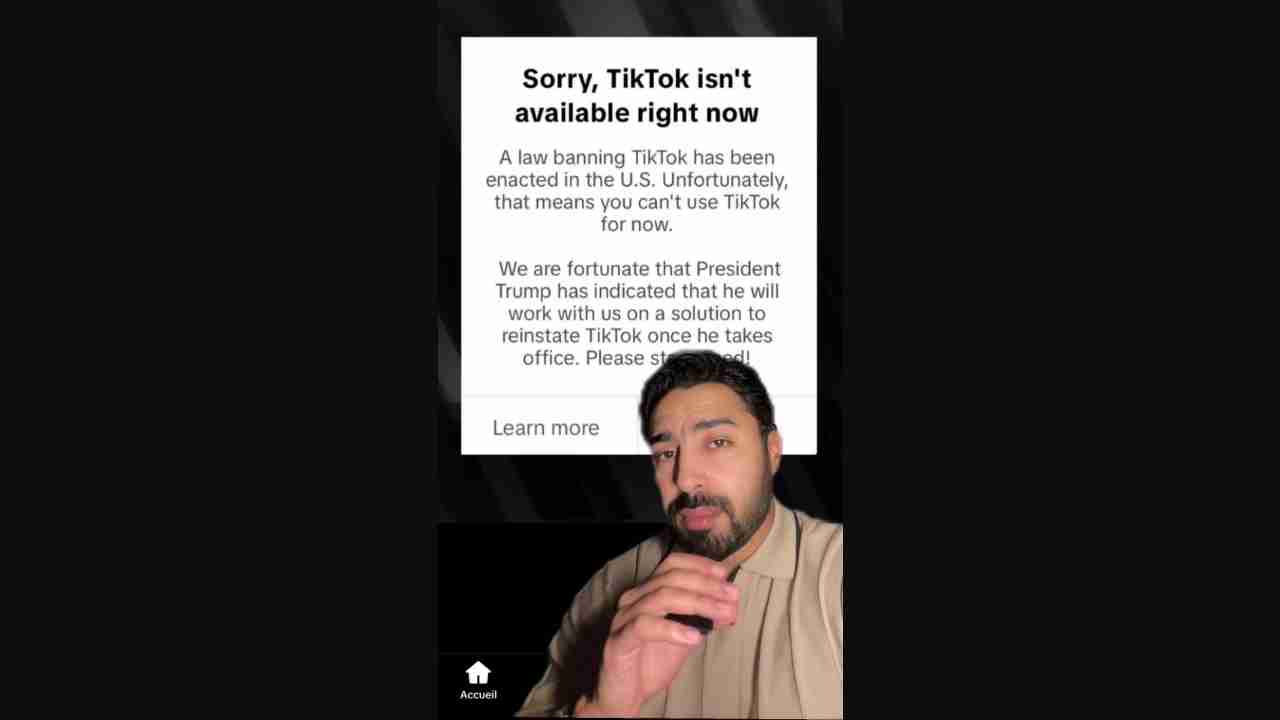 Sorry, TikTok isn't
available right now
A law banning TikTok has been
enacted in the U.S. Unfortunately,
that means you can't use TikTok
for now.
We are fortunate that President
Trump has indicated that he will
work with us on a solution to
reinstate TikTok once he takes
office. Please
Learn more
Accueil